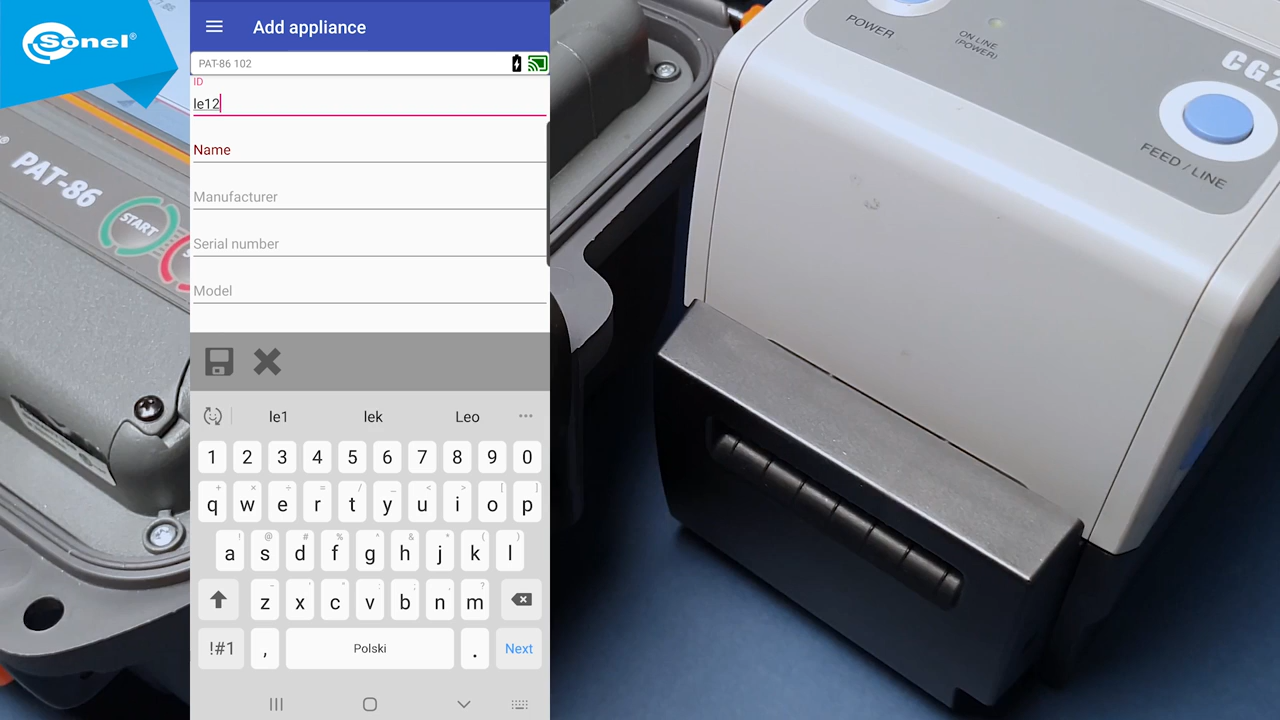 Sonel®
Add appliance
PAT-86 102
ID
le12
Name
Manufacturer
Serial number
Model
le1 lek Leo ...
1 2 3 4 5 6 7 8 9 0
q w e r t y u i o p
a s d f g h j k l
z x c v b n m
!#1 , Polski . Next
PAT-86
START
POWER
ON LINE
(POWER)
CG2
FEED / LINE